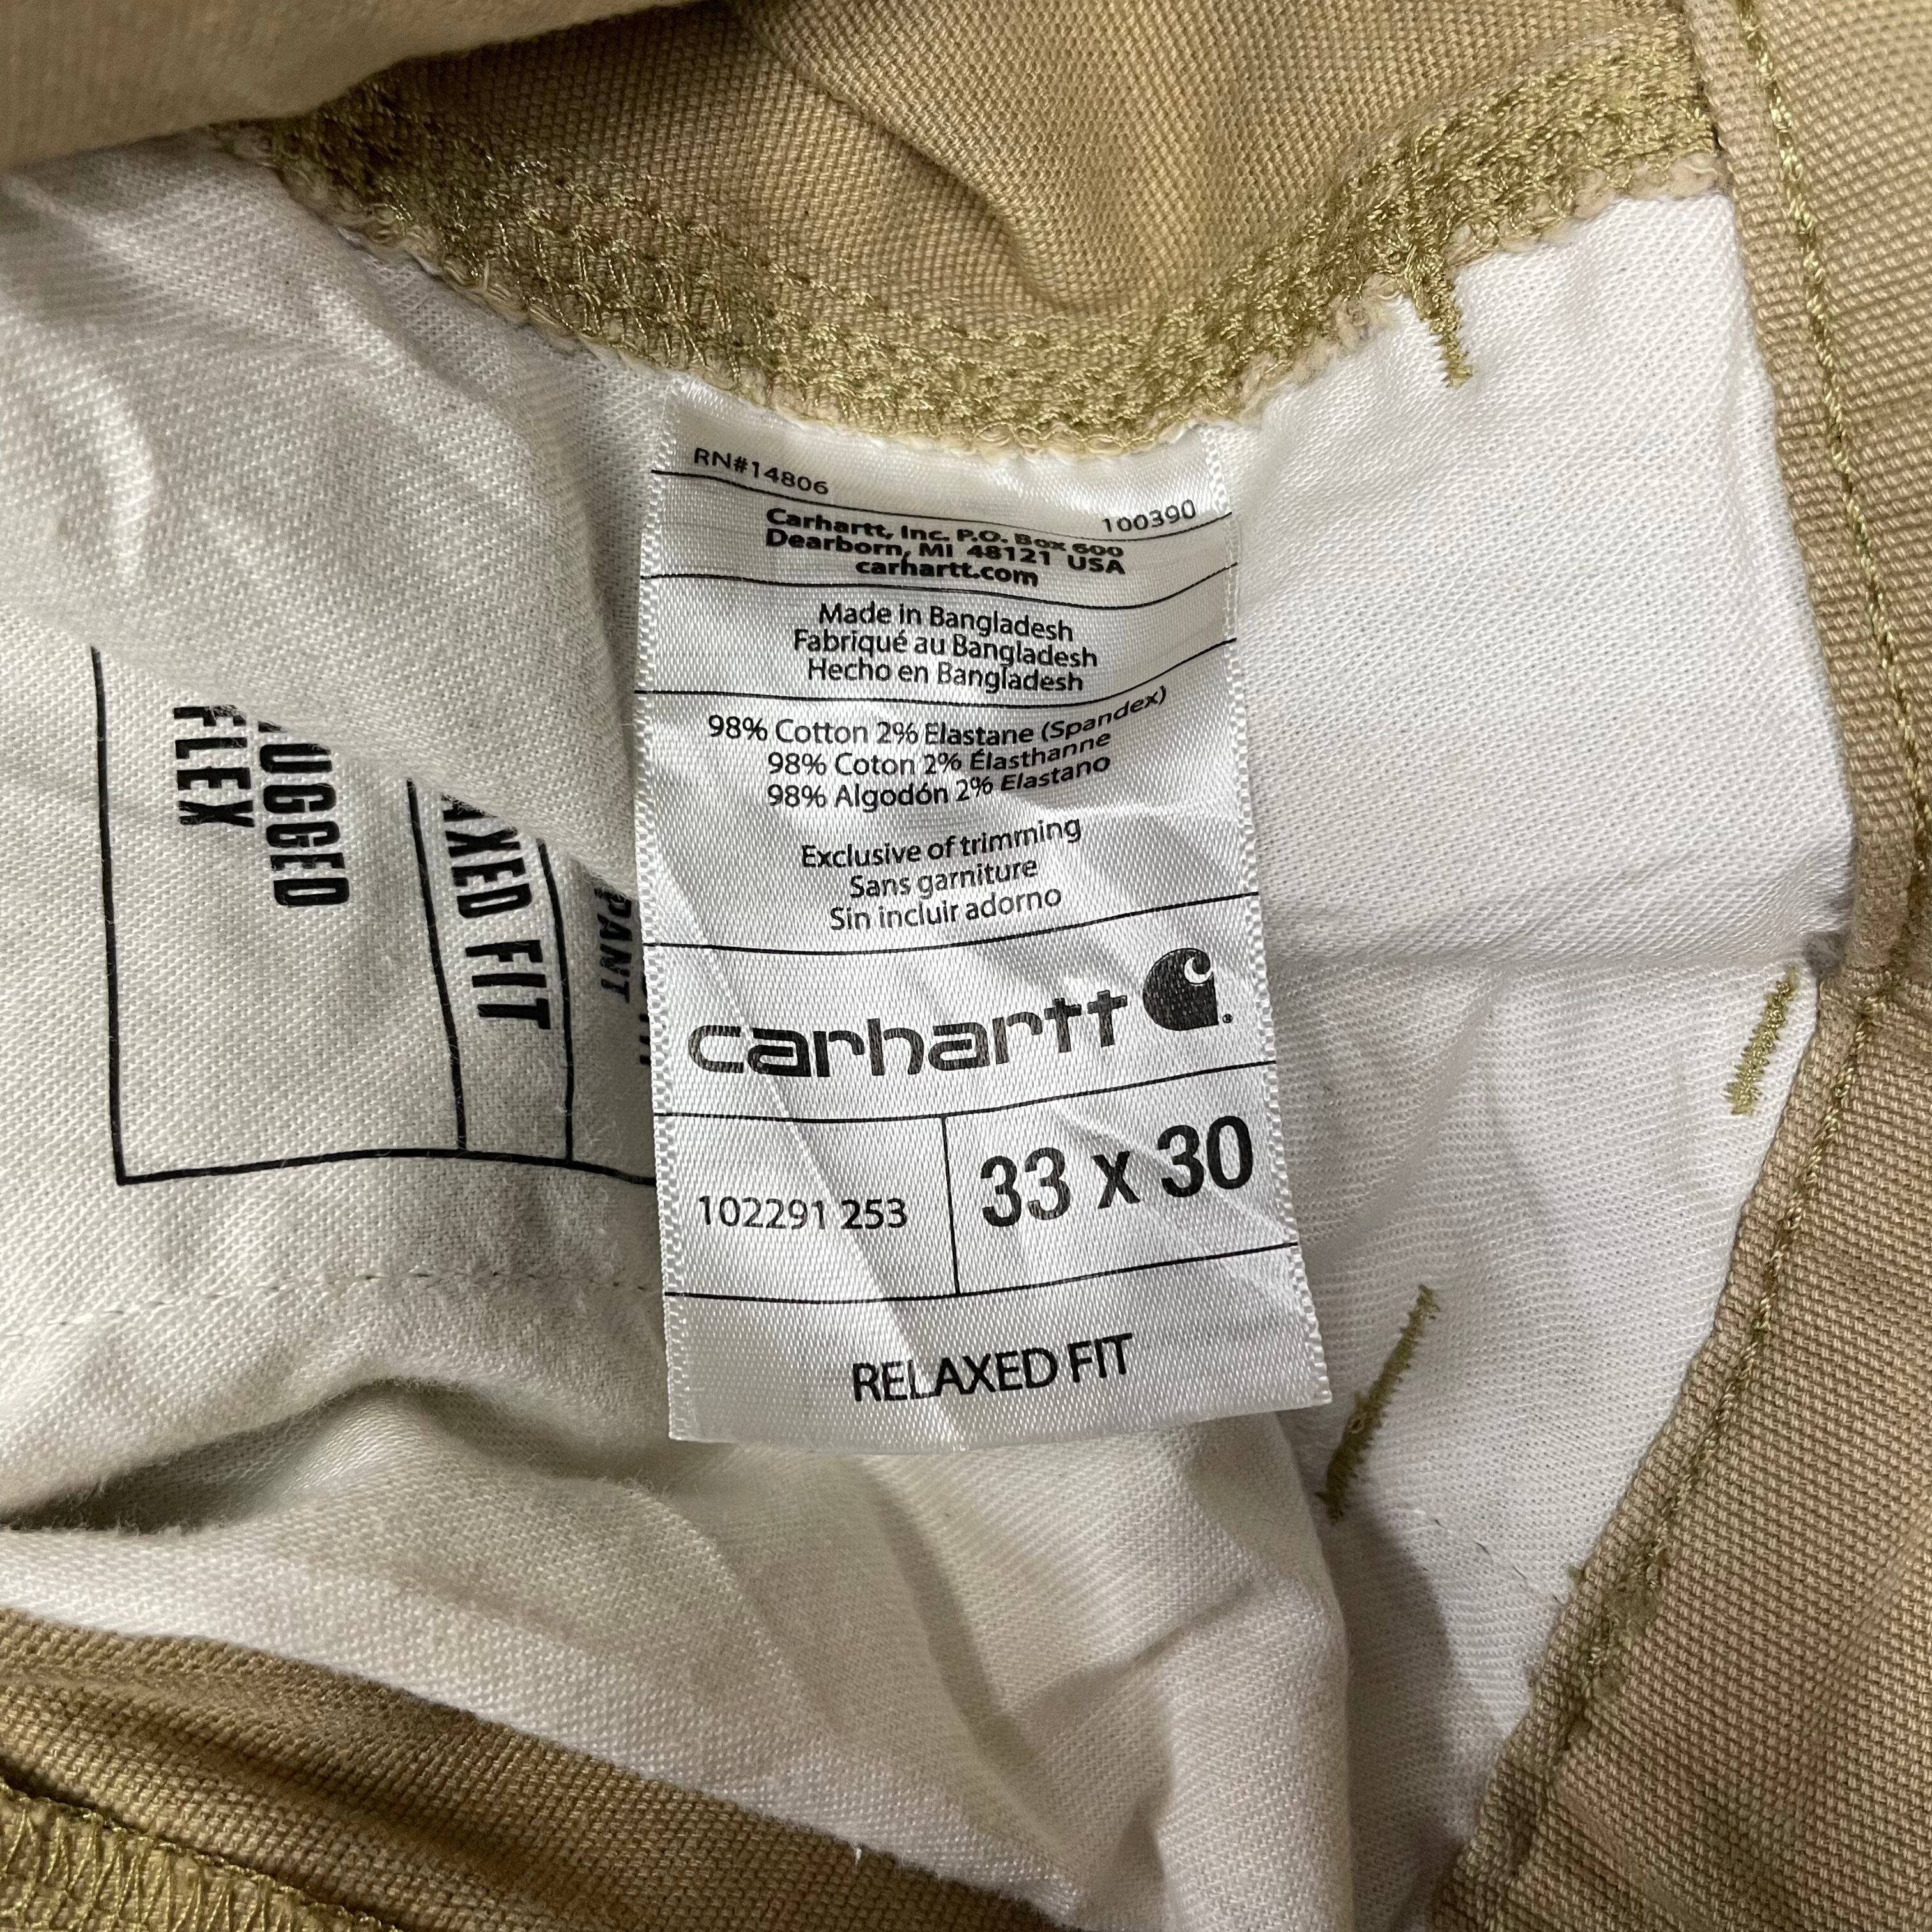 RN#14806
100390
Carhartt, Inc. P.O. Box 600
Dearborn, MI 48121 USA
carhartt.com
Made in Bangladesh
Fabriqué au Bangladesh
Hecho en Bangladesh
98% Cotton 2% Elastane (Spandex)
98% Coton 2% Élasthanne
98% Algodón 2% Elastano
Exclusive of trimming
Sans garniture
Sin incluir adorno
carhartt
102291 253
33 x 30
RELAXED FIT
UGGED
FLEX
AXED FIT
PANT